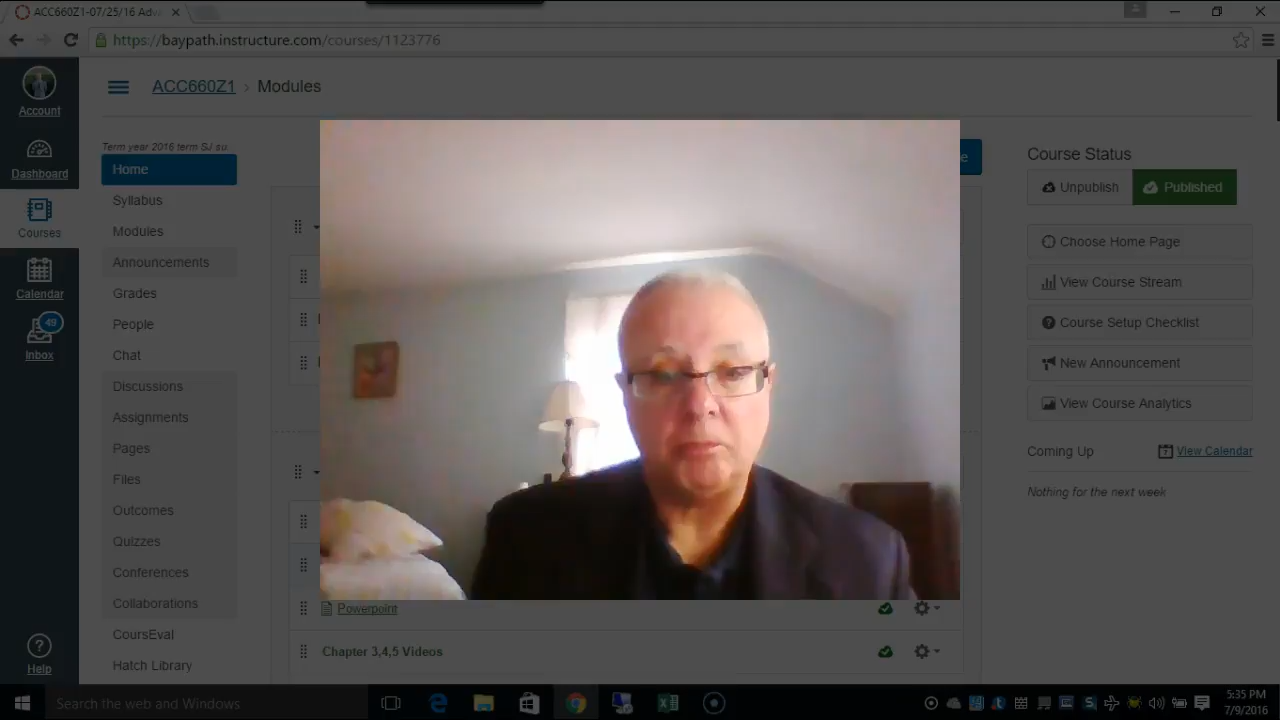 ACC660Z1-07/25/16 Adva
https://baypath.instructure.com/courses/1123776
ACC660Z1 > Modules
Account
Dashboard
Courses
Calendar
49
Inbox
Help
Term year 2016 term SJ su
Home
Syllabus
Modules
Announcements
Grades
People
Chat
Discussions
Assignments
Pages
Files
Outcomes
Quizzes
Conferences
Collaborations
CoursEval
Hatch Library
Powerpoint
Chapter 3,4,5 Videos
Course Status
Unpublish Published
Choose Home Page
View Course Stream
Course Setup Checklist
New Announcement
View Course Analytics
Coming Up View Calendar
Nothing for the next week
Search the web and Windows
5:35 PM
7/9/2016